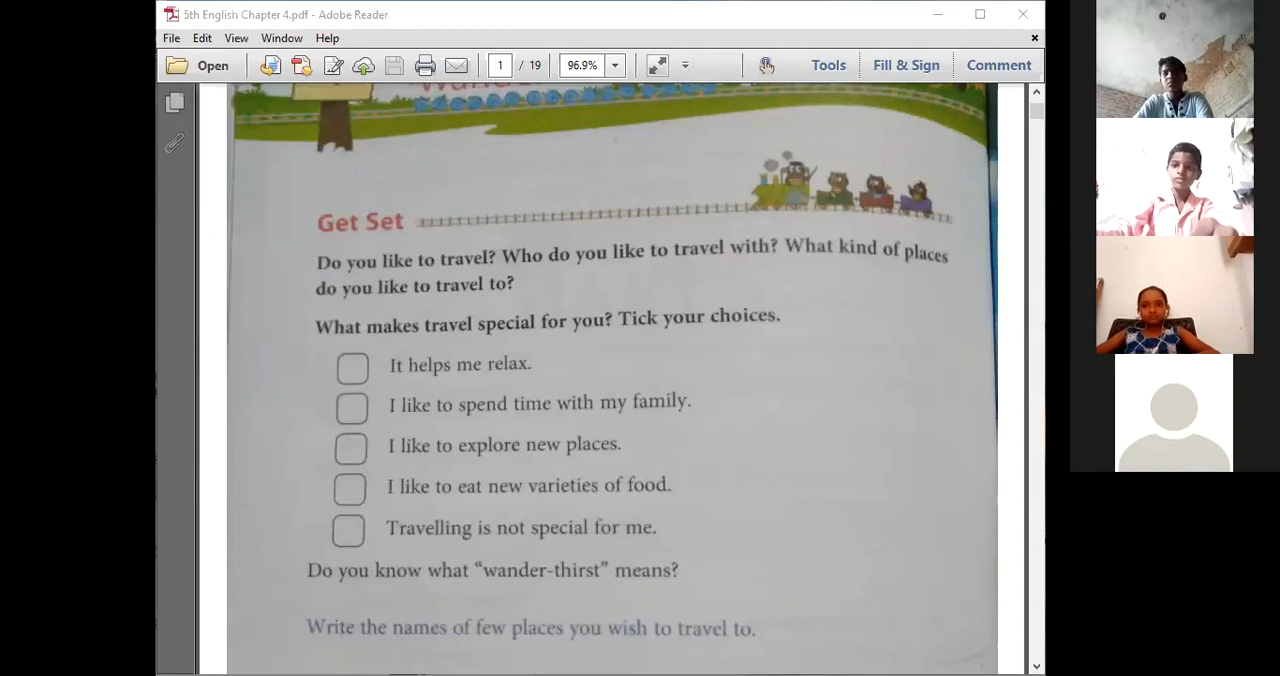 5th English Chapter 4.pdf - Adobe Reader
File Edit View Window Help
Open 1 / 19 96.9% Tools Fill & Sign Comment
Get Set
Do you like to travel? Who do you like to travel with? What kind of places
do you like to travel to?
What makes travel special for you? Tick your choices.
It helps me relax.
I like to spend time with my family.
I like to explore new places.
I like to eat new varieties of food.
Travelling is not special for me.
Do you know what “wander-thirst” means?
Write the names of few places you wish to travel to.